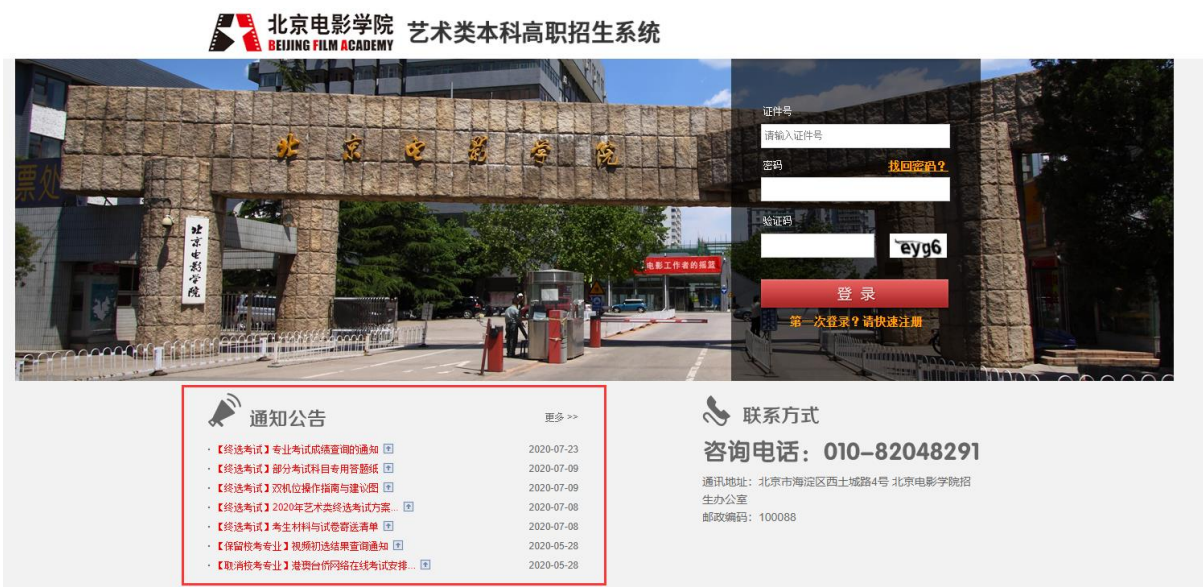 北京电影学院 艺术类本科高职招生系统
BEIJING FILM ACADEMY
北京电影学院
北京电影学院
电影工作者的摇篮
票处
证件号
请输入证件号
密码 找回密码?
验证码
eyg6
登 录
第一次登录?请快速注册
通知公告 更多 >>
· 【终选考试】专业考试成绩查询的通知 2020-07-23
· 【终选考试】部分考试科目专用答题纸 2020-07-09
· 【终选考试】双机位操作指南与建议图 2020-07-09
· 【终选考试】2020年艺术类终选考试方案... 2020-07-08
· 【终选考试】考生材料与试卷寄送清单 2020-07-08
· 【保留校考专业】视频初选结果查询通知 2020-05-28
· 【取消校考专业】港澳台侨网络在线考试安排... 2020-05-28
联系方式
咨询电话：010-82048291
通讯地址：北京市海淀区西土城路4号 北京电影学院招
生办公室
邮政编码：100088